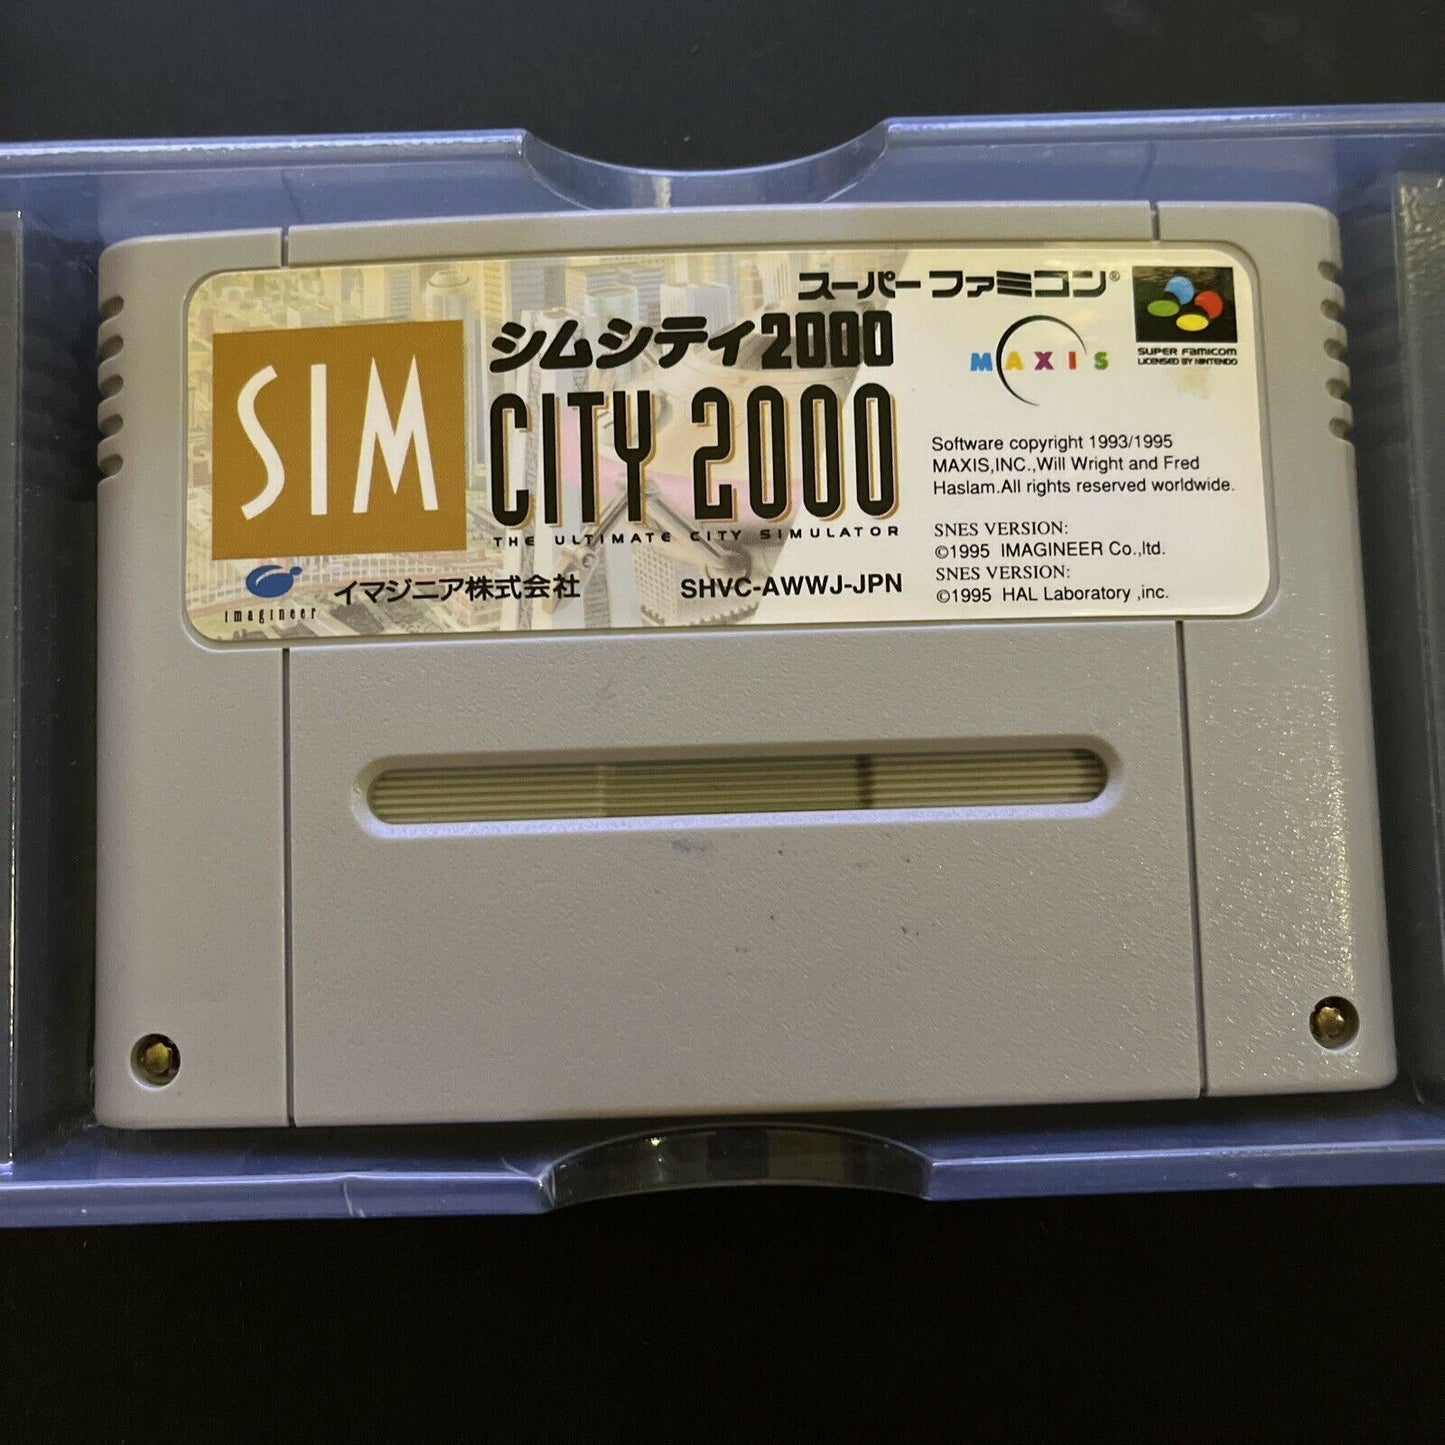 スーパーファミコン®
SIM
シムシティ2000
CITY 2000
THE ULTIMATE CITY SIMULATOR
imagineer
イマジニア株式会社
SHVC-AWWJ-JPN
MAXIS
SUPER FAMICOM
LICENSED BY NINTENDO
Software copyright 1993/1995
MAXIS,INC.,Will Wright and Fred
Haslam.All rights reserved worldwide.
SNES VERSION:
©1995 IMAGINEER Co.,ltd.
SNES VERSION:
©1995 HAL Laboratory ,inc.